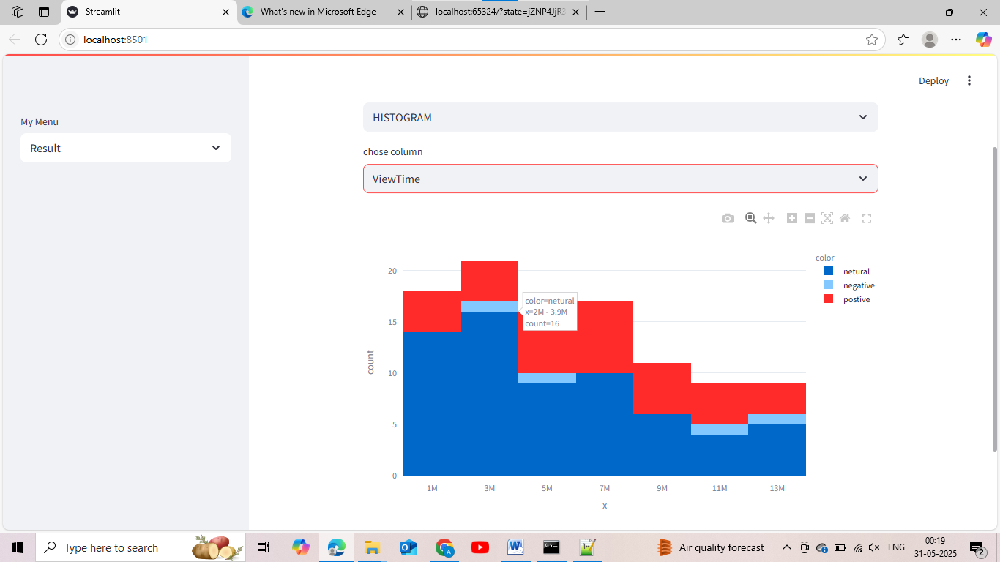 Streamlit
What's new in Microsoft Edge
localhost:65324/?state=jZNP4JjR3
localhost:8501
Deploy
My Menu
Result
HISTOGRAM
chose column
ViewTime
color
netural
negative
postive
color=netural
x=2M - 3.9M
count=16
count
20
15
10
5
0
1M 3M 5M 7M 9M 11M 13M
x
Type here to search
Air quality forecast
ENG
00:19
31-05-2025
2